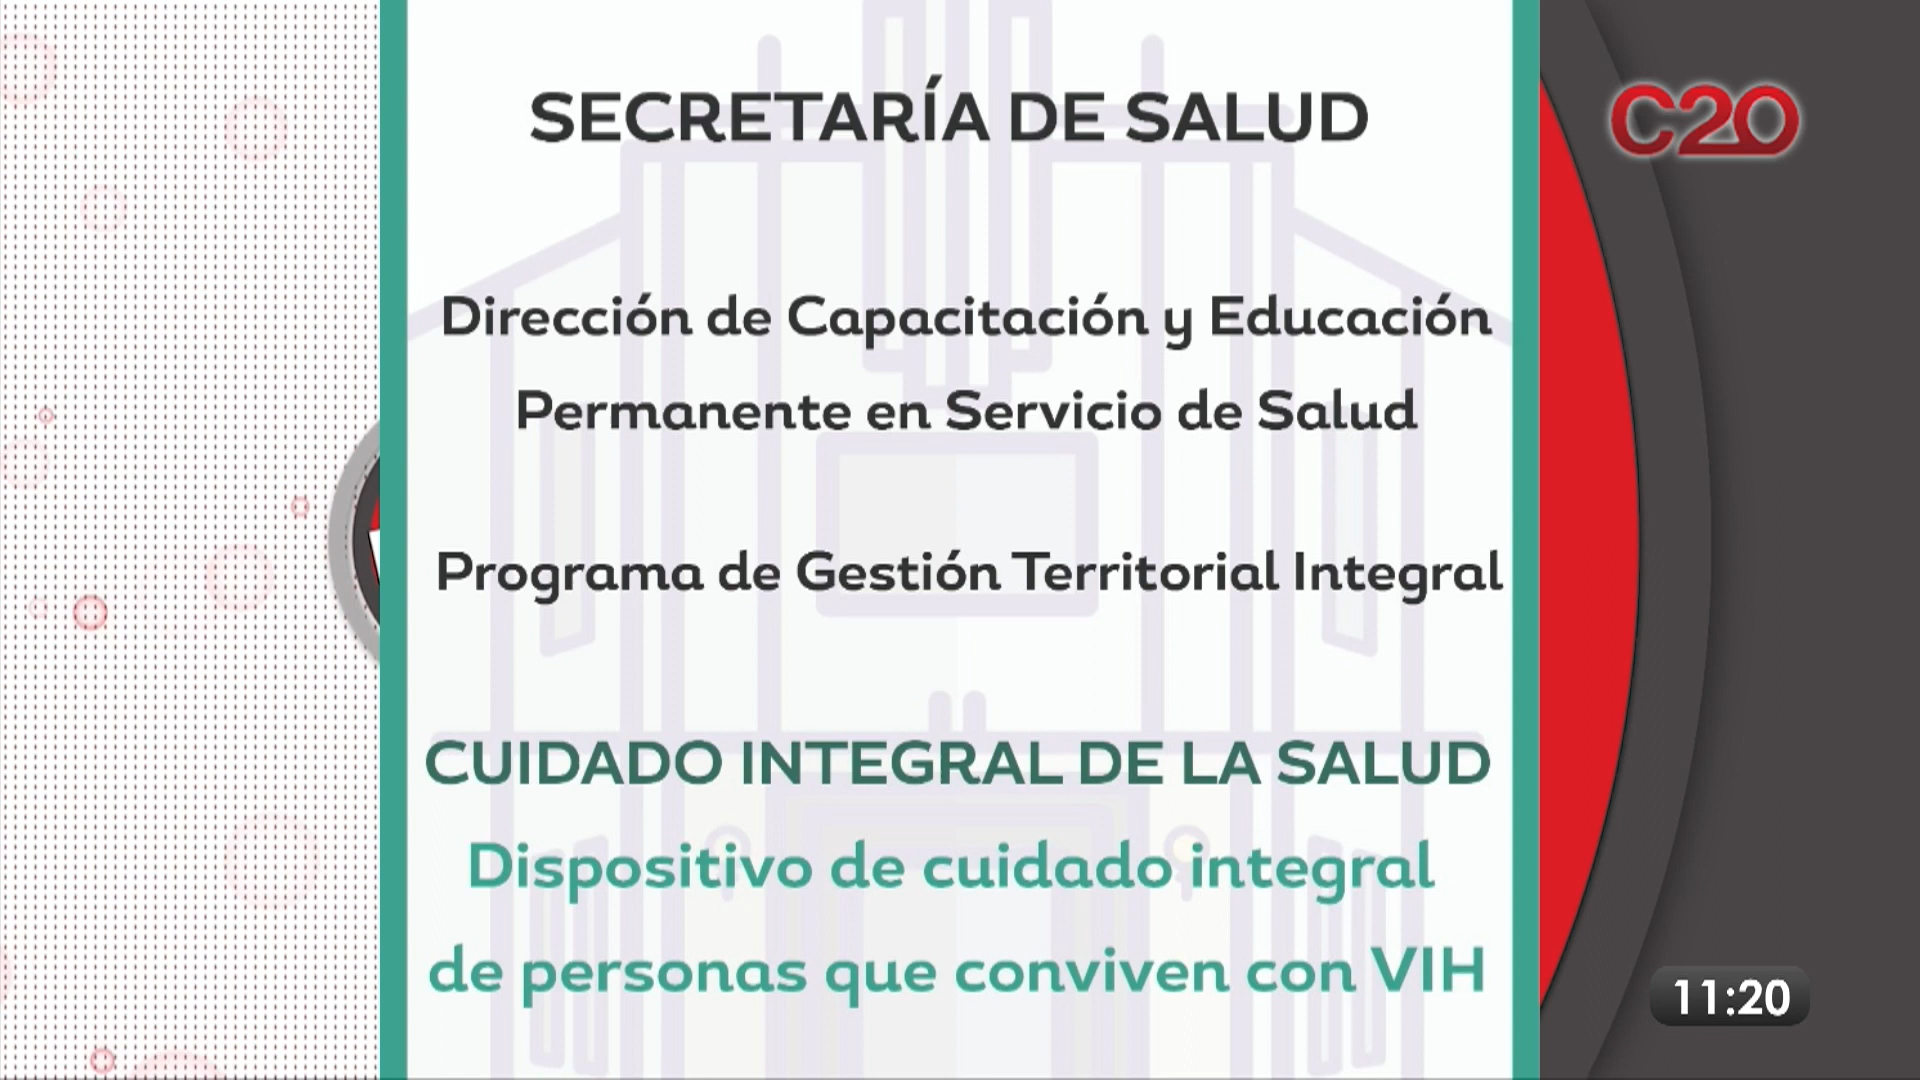 SECRETARÍA DE SALUD
C20
Dirección de Capacitación y Educación
Permanente en Servicio de Salud
Programa de Gestión Territorial Integral
CUIDADO INTEGRAL DE LA SALUD
Dispositivo de cuidado integral
de personas que conviven con VIH
11:20